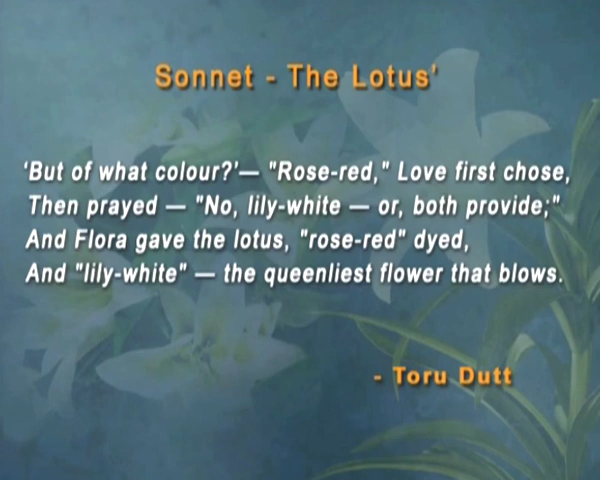 Sonnet - The Lotus'
'But of what colour?'— "Rose-red," Love first chose,
Then prayed — "No, lily-white — or, both provide;"
And Flora gave the lotus, "rose-red" dyed,
And "lily-white" — the queenliest flower that blows.
- Toru Dutt